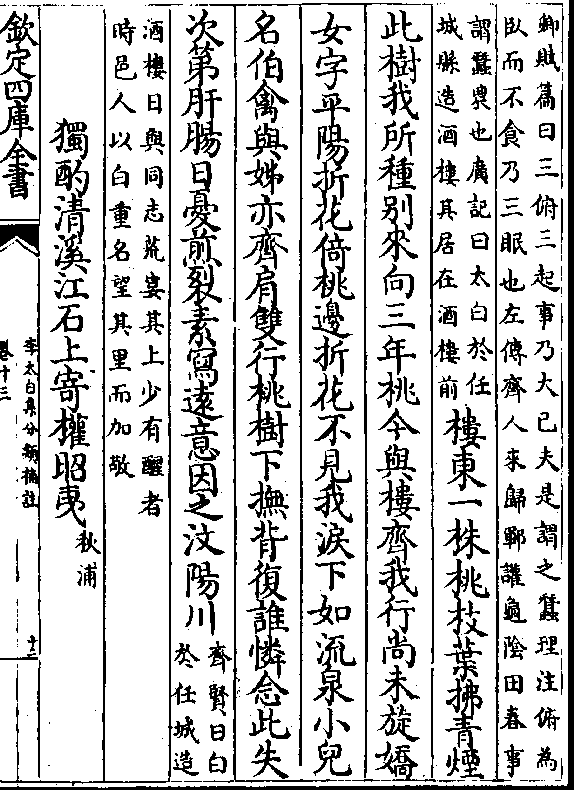 卿賦篇曰三俯三起事乃大已夫是謂之蠶理注俯為
臥而不食乃三眠也左傳齊人來歸鄆讙龜陰田春事
謂蠶農也廣記曰太白於任
城縣造酒樓其居在酒樓前
樓東一株桃枝葉拂青煙
此樹我所種别來向三年桃今與樓齊我行尚未旋嬌
女字平陽折花倚桃邊折花不見我淚下如流泉小兒
名伯禽與姊亦齊肩雙行桃樹下撫背復誰憐念此失
次第肝腸日憂煎裂素寫遠意因之汶陽川
齊賢曰白
於任城造
酒樓日與同志荒宴其上少有醒者
時邑人以白重名望其里而加敬
獨酌清溪江石上寄權昭夷秋浦
欽定四庫全書
李太白集分類補註
卷十三